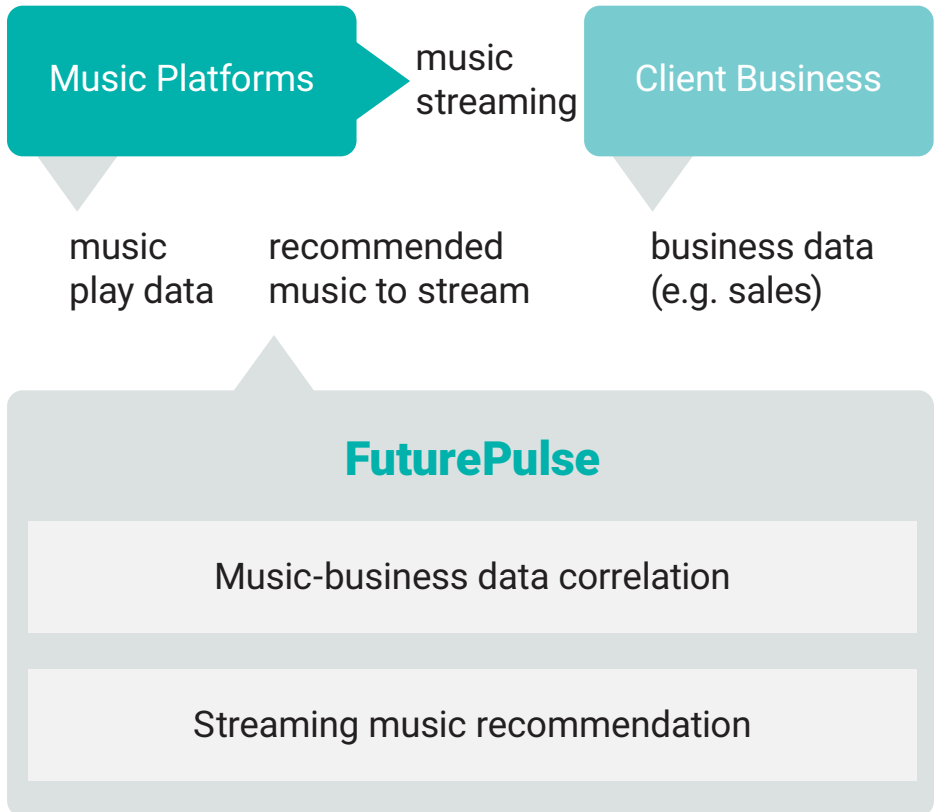 Music Platforms
music
streaming
Client Business
music
play data
recommended
music to stream
business data
(e.g. sales)
FuturePulse
Music-business data correlation
Streaming music recommendation